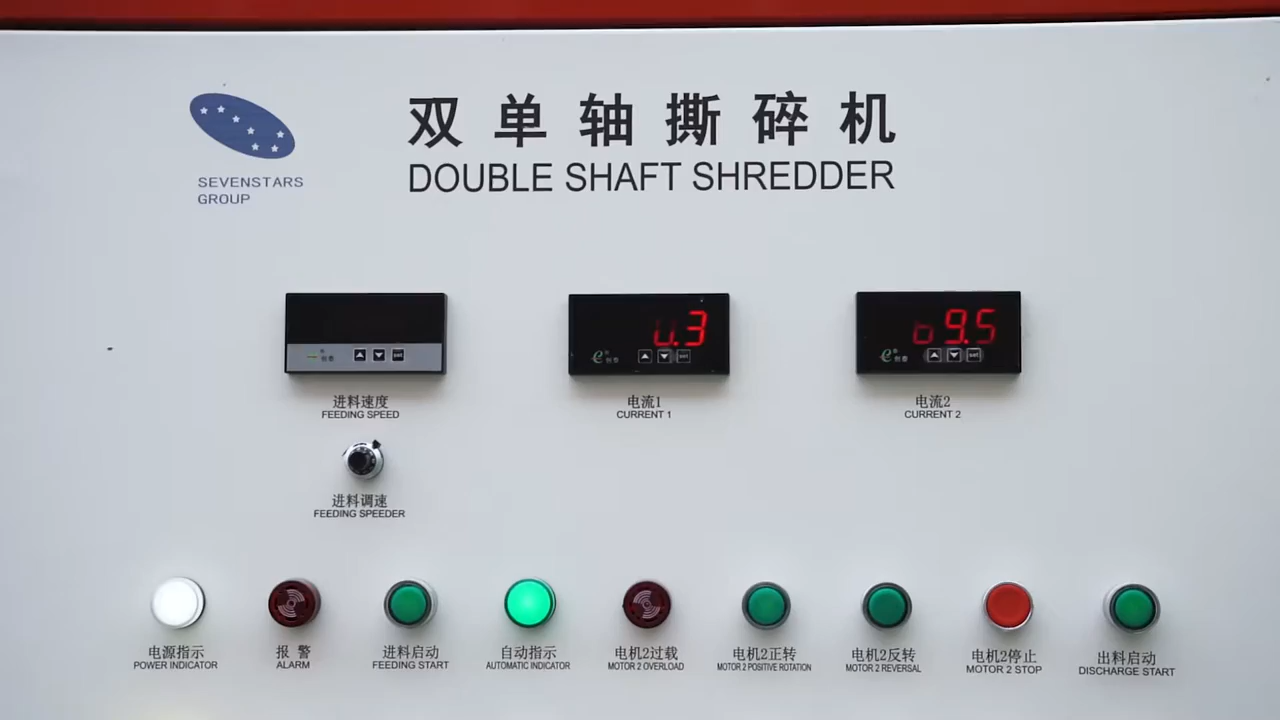 双单轴撕碎机
DOUBLE SHAFT SHREDDER
SEVENSTARS
GROUP
set
set
9.5
set
进料速度
FEEDING SPEED
电流1
CURRENT 1
电流2
CURRENT 2
进料调速
FEEDING SPEEDER
电源指示
POWER INDICATOR
报 警
ALARM
进料启动
FEEDING START
自动指示
AUTOMATIC INDICATOR
电机2过载
MOTOR 2 OVERLOAD
电机2正转
MOTOR 2 POSITIVE ROTATION
电机2反转
MOTOR 2 REVERSAL
电机2停止
MOTOR 2 STOP
出料启动
DISCHARGE START